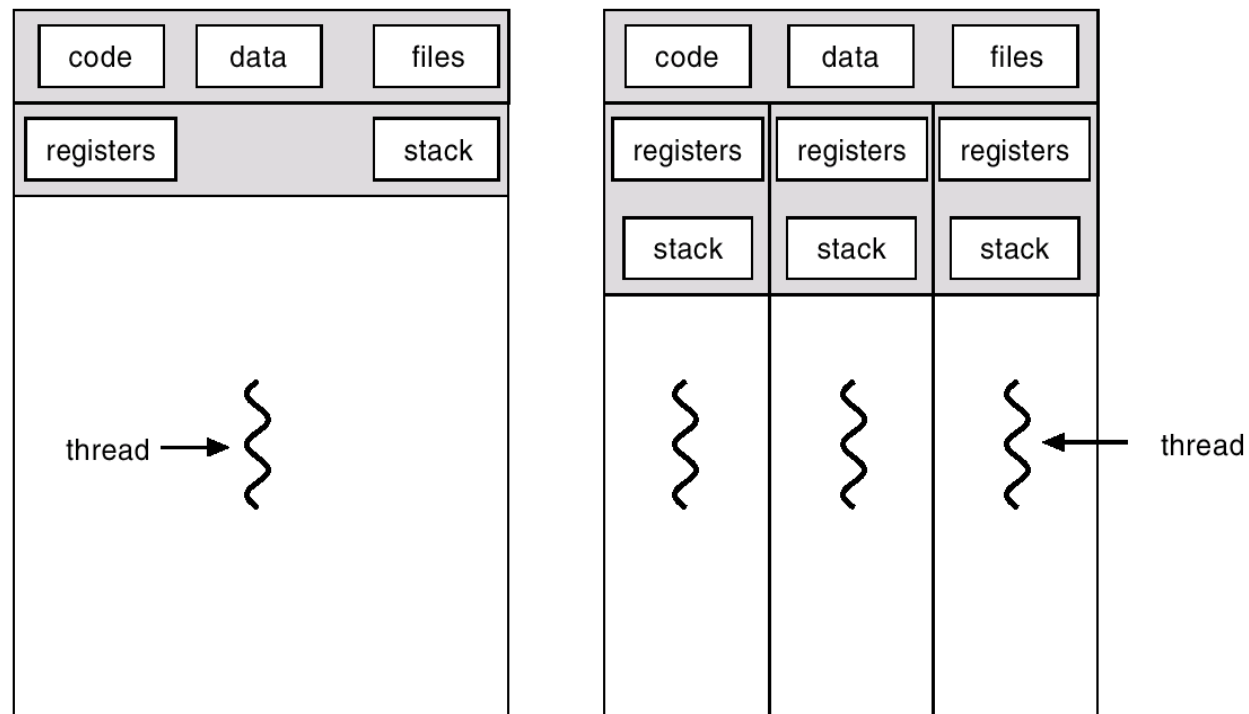 code data files
registers stack
thread
code data files
registers registers registers
stack stack stack
thread